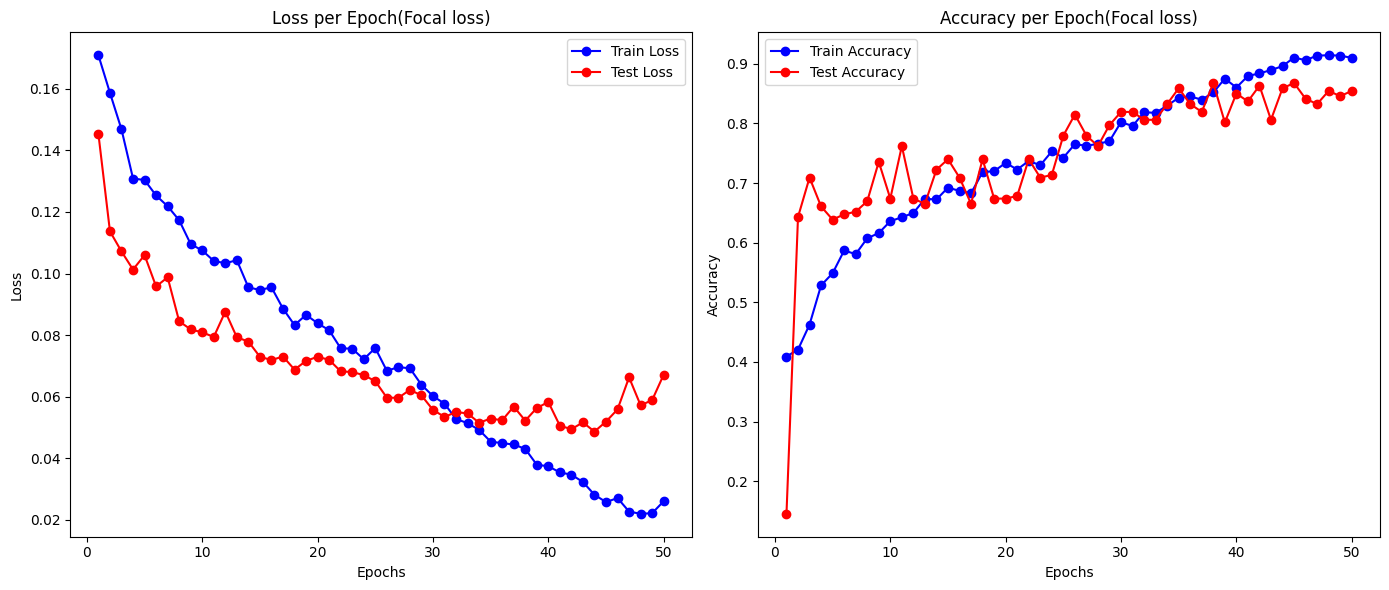 Loss per Epoch(Focal loss)
Train Loss
Test Loss
0.16
0.14
0.12
0.10
0.08
0.06
0.04
0.02
Loss
0
10
20
30
40
50
Epochs
Accuracy per Epoch(Focal loss)
Train Accuracy
Test Accuracy
0.9
0.8
0.7
0.6
0.5
0.4
0.3
0.2
Accuracy
0
10
20
30
40
50
Epochs